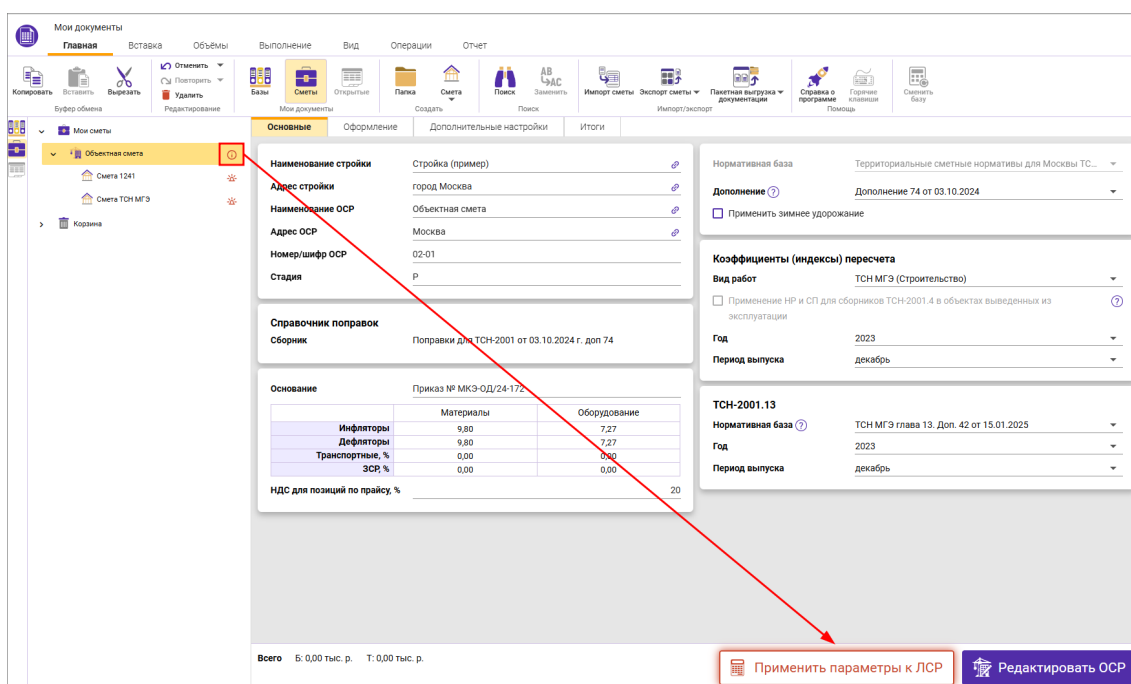 Мои документы
Главная Вставка Объёмы Выполнение Вид Операции Отчет
Копировать Вставить Вырезать
Отменить
Повторить
Удалить
Базы Сметы Открытые Папка Смета Поиск
AB
AC
Заменить Импорт сметы Экспорт сметы Пакетная выгрузка
документации
Справка о
программе
Горячие
клавиши
Сменить
базу
Буфер обмена Редактирование Мои документы Создать Поиск Импорт/экспорт Помощь
Мои сметы
Объектная смета
Смета 1241
Смета ТСН МГЭ
Корзина
Основные Оформление Дополнительные настройки Итоги
Наименование стройки Стройка (пример)
Адрес стройки город Москва
Наименование ОСР Объектная смета
Адрес ОСР Москва
Номер/шифр ОСР 02-01
Стадия Р
Справочник поправок
Сборник Поправки для ТСН-2001 от 03.10.2024 г. доп 74
Основание Приказ № МКЭ-ОД/24-172
Материалы Оборудование
Инфляторы 9,80 7,27
Дефляторы 9,80 7,27
Транспортные, % 0,00 0,00
ЗСР, % 0,00 0,00
НДС для позиций по прайсу, % 20
Нормативная база Территориальные сметные нормативы для Москвы ТС...
Дополнение ? Дополнение 74 от 03.10.2024
Применить зимнее удорожание
Коэффициенты (индексы) пересчета
Вид работ ТСН МГЭ (Строительство)
Применение НР и СП для сборников ТСН-2001.4 в объектах выведенных из ?
эксплуатации
Год 2023
Период выпуска декабрь
ТСН-2001.13
Нормативная база ? ТСН МГЭ глава 13. Доп. 42 от 15.01.2025
Год 2023
Период выпуска декабрь
Всего Б: 0,00 тыс. р. Т: 0,00 тыс. р.
Применить параметры к ЛСР Редактировать ОСР